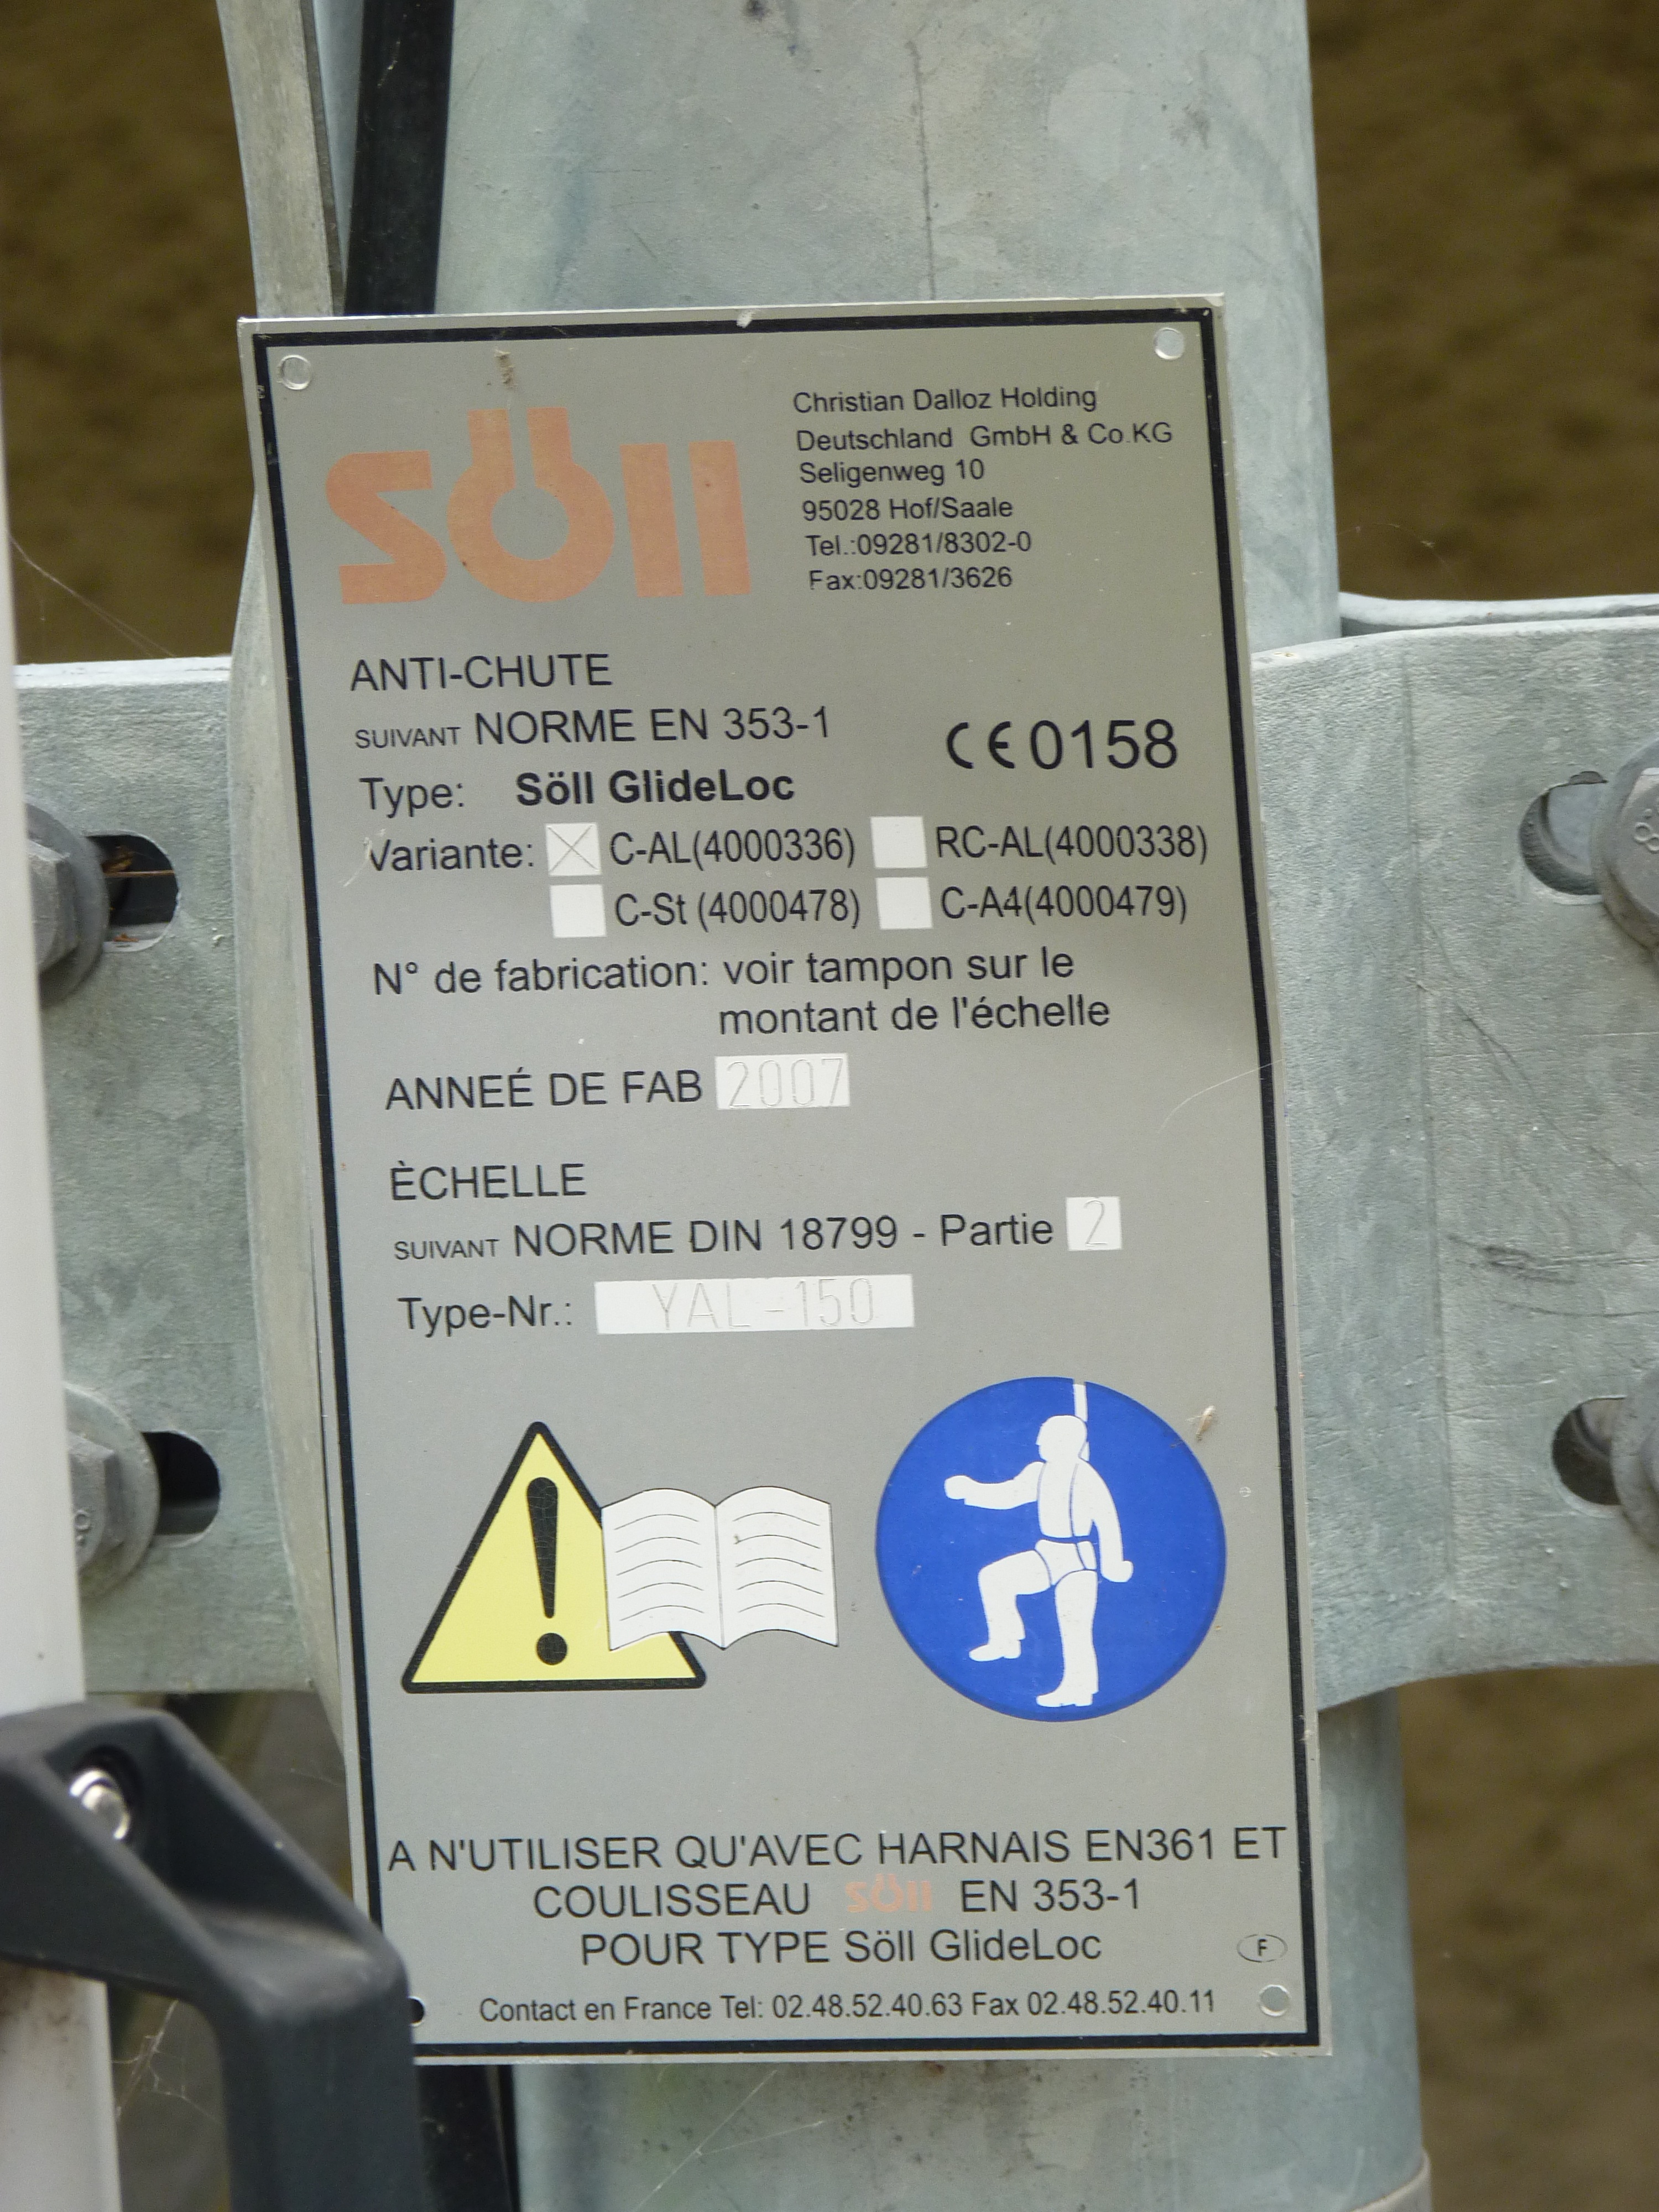 söll
Christian Dalloz Holding
Deutschland GmbH & Co.KG
Seligenweg 10
95028 Hof/Saale
Tel.:09281/8302-0
Fax:09281/3626
ANTI-CHUTE
SUIVANT NORME EN 353-1
CE 0158
Type: Söll GlideLoc
Variante: C-AL(4000336) RC-AL(4000338)
C-St (4000478) C-A4(4000479)
N° de fabrication: voir tampon sur le
montant de l'échelle
ANNEÉ DE FAB 2007
ÈCHELLE
SUIVANT NORME DIN 18799 - Partie 2
Type-Nr.: YAL-150
A N'UTILISER QU'AVEC HARNAIS EN361 ET
COULISSEAU söll EN 353-1
POUR TYPE Söll GlideLoc
F
Contact en France Tel: 02.48.52.40.63 Fax 02.48.52.40.11